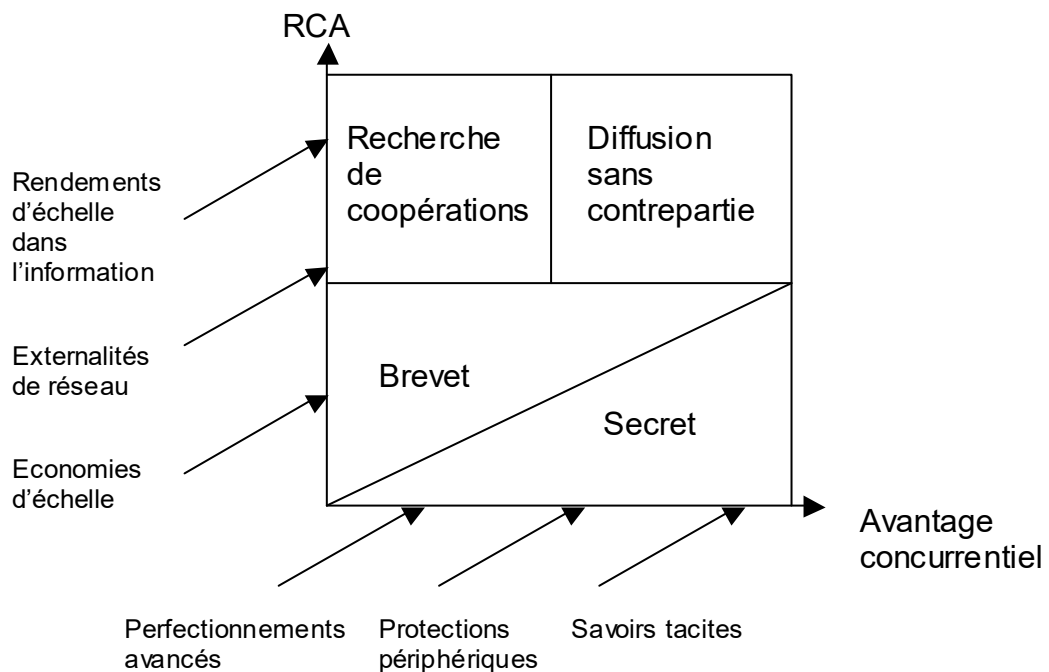 RCA
Recherche
de
coopérations
Diffusion
sans
contrepartie
Rendements
d'échelle
dans
l'information
Externalités
de réseau
Brevet
Secret
Economies
d'échelle
Avantage
concurrentiel
Perfectionnements
avancés
Protections
périphériques
Savoirs tacites